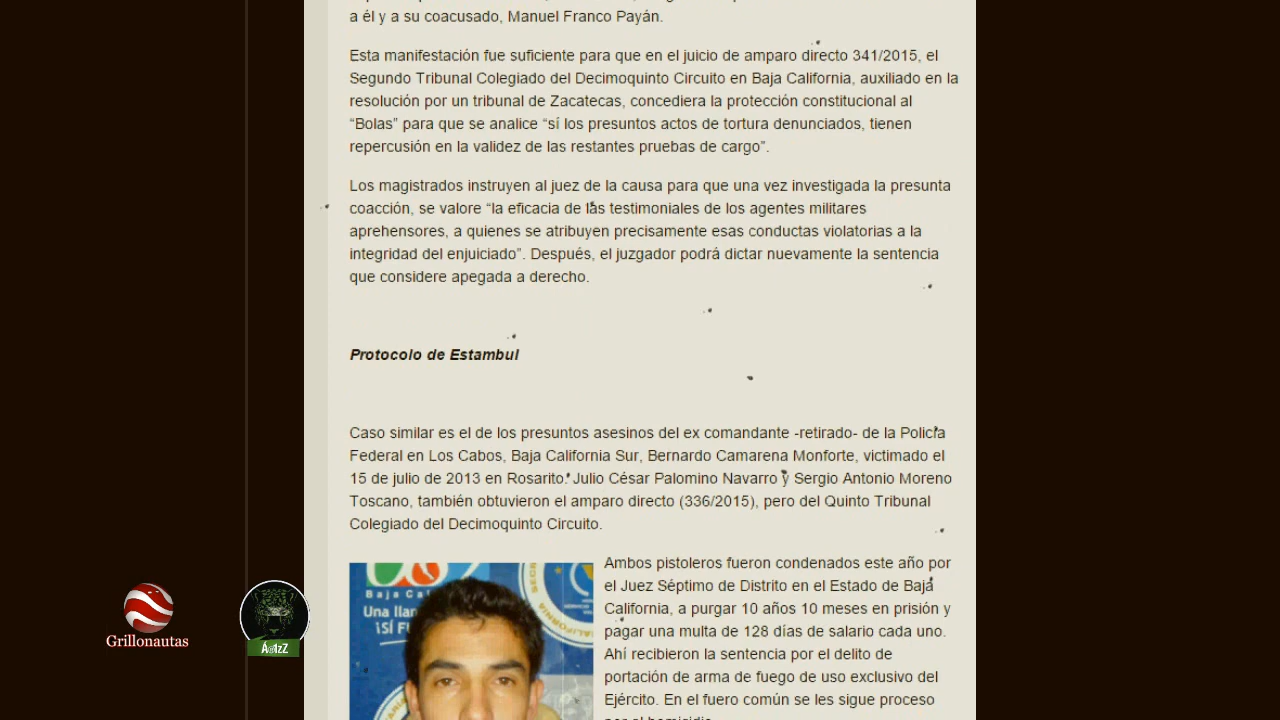 a él y a su coacusado, Manuel Franco Payán.
Esta manifestación fue suficiente para que en el juicio de amparo directo 341/2015, el
Segundo Tribunal Colegiado del Decimoquinto Circuito en Baja California, auxiliado en la
resolución por un tribunal de Zacatecas, concediera la protección constitucional al
“Bolas” para que se analice “sí los presuntos actos de tortura denunciados, tienen
repercusión en la validez de las restantes pruebas de cargo”.
Los magistrados instruyen al juez de la causa para que una vez investigada la presunta
coacción, se valore “la eficacia de las testimoniales de los agentes militares
aprehensores, a quienes se atribuyen precisamente esas conductas violatorias a la
integridad del enjuiciado”. Después, el juzgador podrá dictar nuevamente la sentencia
que considere apegada a derecho.
Protocolo de Estambul
Caso similar es el de los presuntos asesinos del ex comandante -retirado- de la Policía
Federal en Los Cabos, Baja California Sur, Bernardo Camarena Monforte, victimado el
15 de julio de 2013 en Rosarito. Julio César Palomino Navarro y Sergio Antonio Moreno
Toscano, también obtuvieron el amparo directo (336/2015), pero del Quinto Tribunal
Colegiado del Decimoquinto Circuito.
Ambos pistoleros fueron condenados este año por
el Juez Séptimo de Distrito en el Estado de Baja
California, a purgar 10 años 10 meses en prisión y
pagar una multa de 128 días de salario cada uno.
Ahí recibieron la sentencia por el delito de
portación de arma de fuego de uso exclusivo del
Ejército. En el fuero común se les sigue proceso
Baja Cal
Una llar
¡SÍ F
Grillonautas